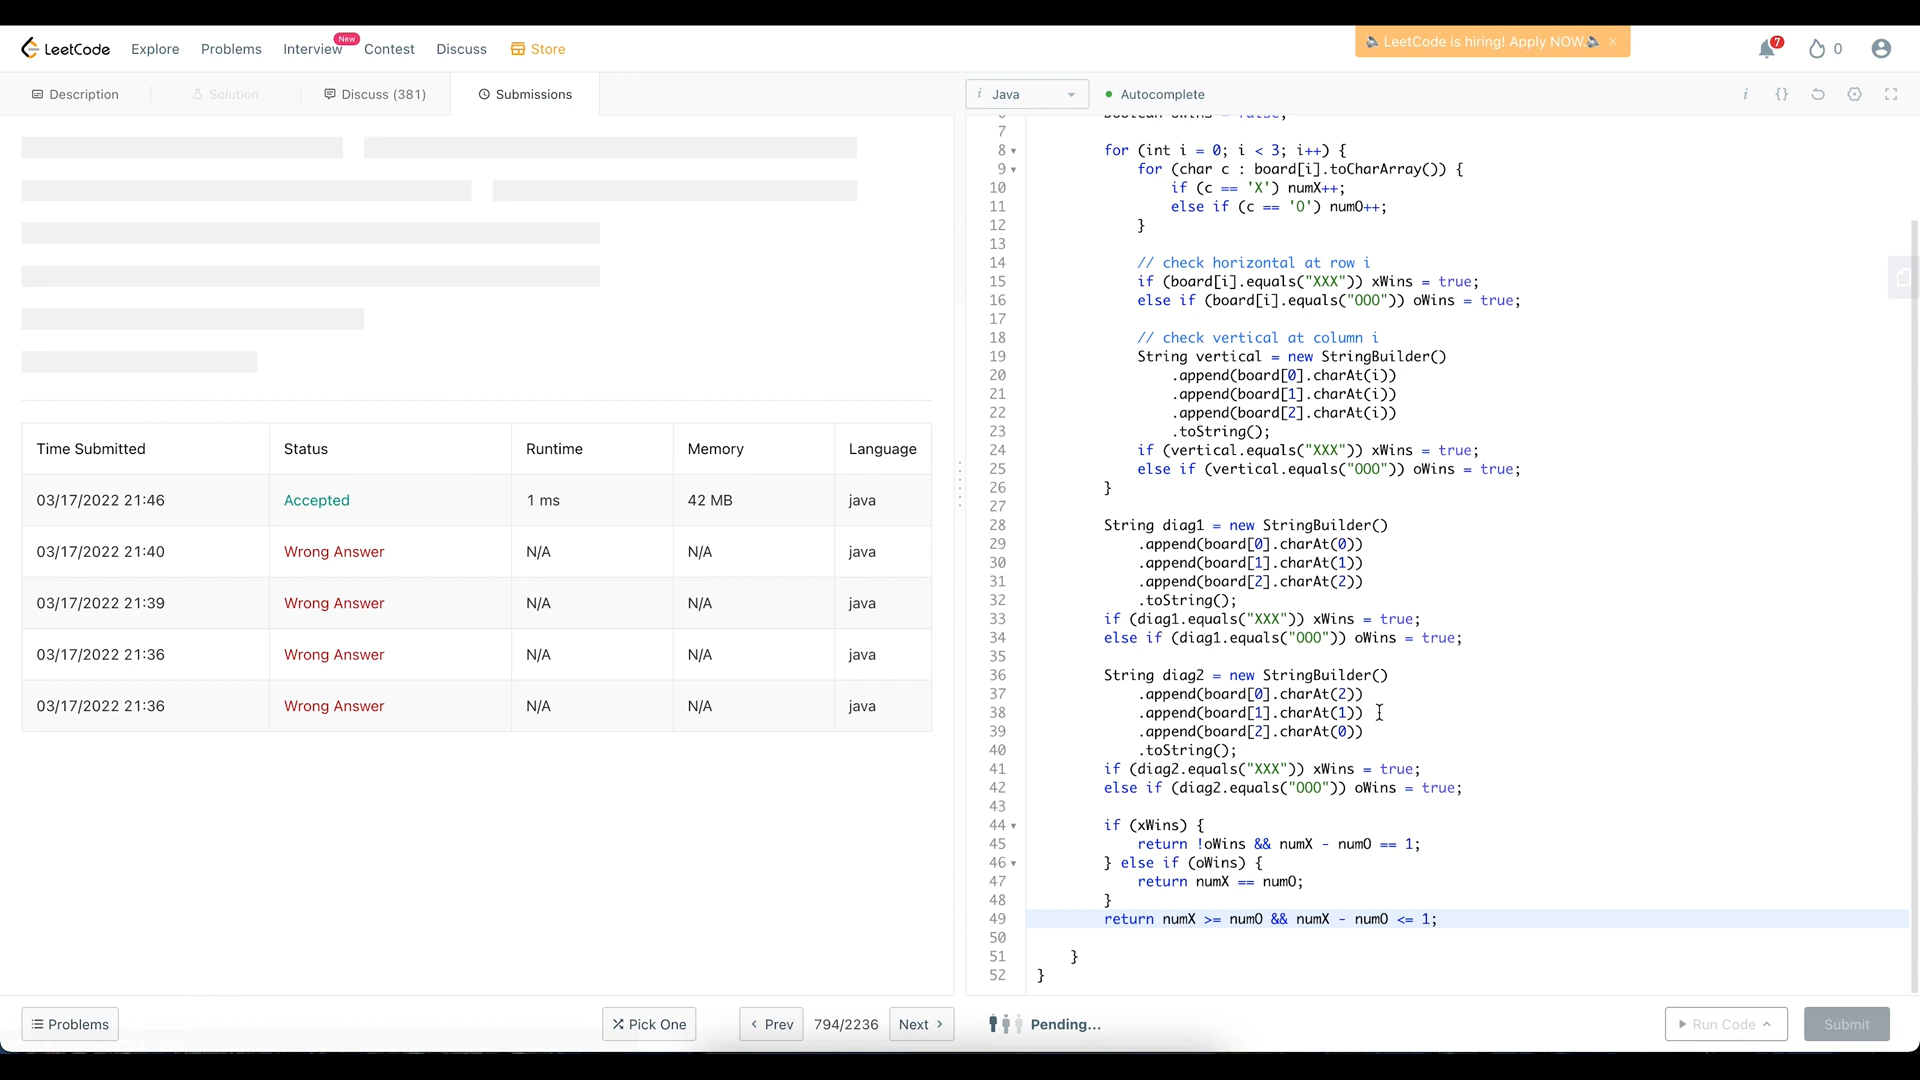 LeetCode Explore Problems Interview New Contest Discuss Store
LeetCode is hiring! Apply NOW. ×
7
0
Description
Solution
Discuss (381)
Submissions
i Java
Autocomplete
Time Submitted Status Runtime Memory Language
03/17/2022 21:46 Accepted 1 ms 42 MB java
03/17/2022 21:40 Wrong Answer N/A N/A java
03/17/2022 21:39 Wrong Answer N/A N/A java
03/17/2022 21:36 Wrong Answer N/A N/A java
03/17/2022 21:36 Wrong Answer N/A N/A java
7
8 for (int i = 0; i < 3; i++) {
9 for (char c : board[i].toCharArray()) {
10 if (c == 'X') numX++;
11 else if (c == 'O') numO++;
12 }
13
14 // check horizontal at row i
15 if (board[i].equals("XXX")) xWins = true;
16 else if (board[i].equals("OOO")) oWins = true;
17
18 // check vertical at column i
19 String vertical = new StringBuilder()
20 .append(board[0].charAt(i))
21 .append(board[1].charAt(i))
22 .append(board[2].charAt(i))
23 .toString();
24 if (vertical.equals("XXX")) xWins = true;
25 else if (vertical.equals("OOO")) oWins = true;
26 }
27
28 String diag1 = new StringBuilder()
29 .append(board[0].charAt(0))
30 .append(board[1].charAt(1))
31 .append(board[2].charAt(2))
32 .toString();
33 if (diag1.equals("XXX")) xWins = true;
34 else if (diag1.equals("OOO")) oWins = true;
35
36 String diag2 = new StringBuilder()
37 .append(board[0].charAt(2))
38 .append(board[1].charAt(1))
39 .append(board[2].charAt(0))
40 .toString();
41 if (diag2.equals("XXX")) xWins = true;
42 else if (diag2.equals("OOO")) oWins = true;
43
44 if (xWins) {
45 return !oWins && numX - numO == 1;
46 } else if (oWins) {
47 return numX == numO;
48 }
49 return numX >= numO && numX - numO <= 1;
50
51 }
52 }
Problems
Pick One
Prev
794/2236
Next
Pending...
Run Code
Submit